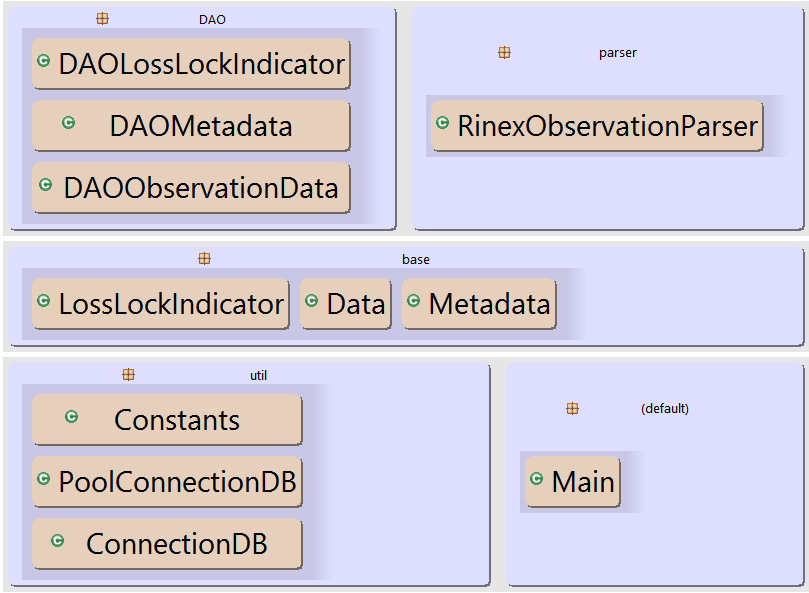 DAO
DAOLossLockIndicator
DAOMetadata
DAOObservationData
parser
RinexObservationParser
base
LossLockIndicator
Data
Metadata
util
Constants
PoolConnectionDB
ConnectionDB
(default)
Main